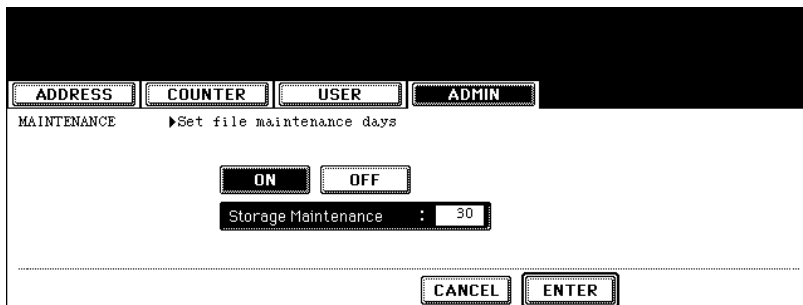 ADDRESS COUNTER USER ADMIN
MAINTENANCE ▶Set file maintenance days
ON OFF
Storage Maintenance : 30
CANCEL ENTER